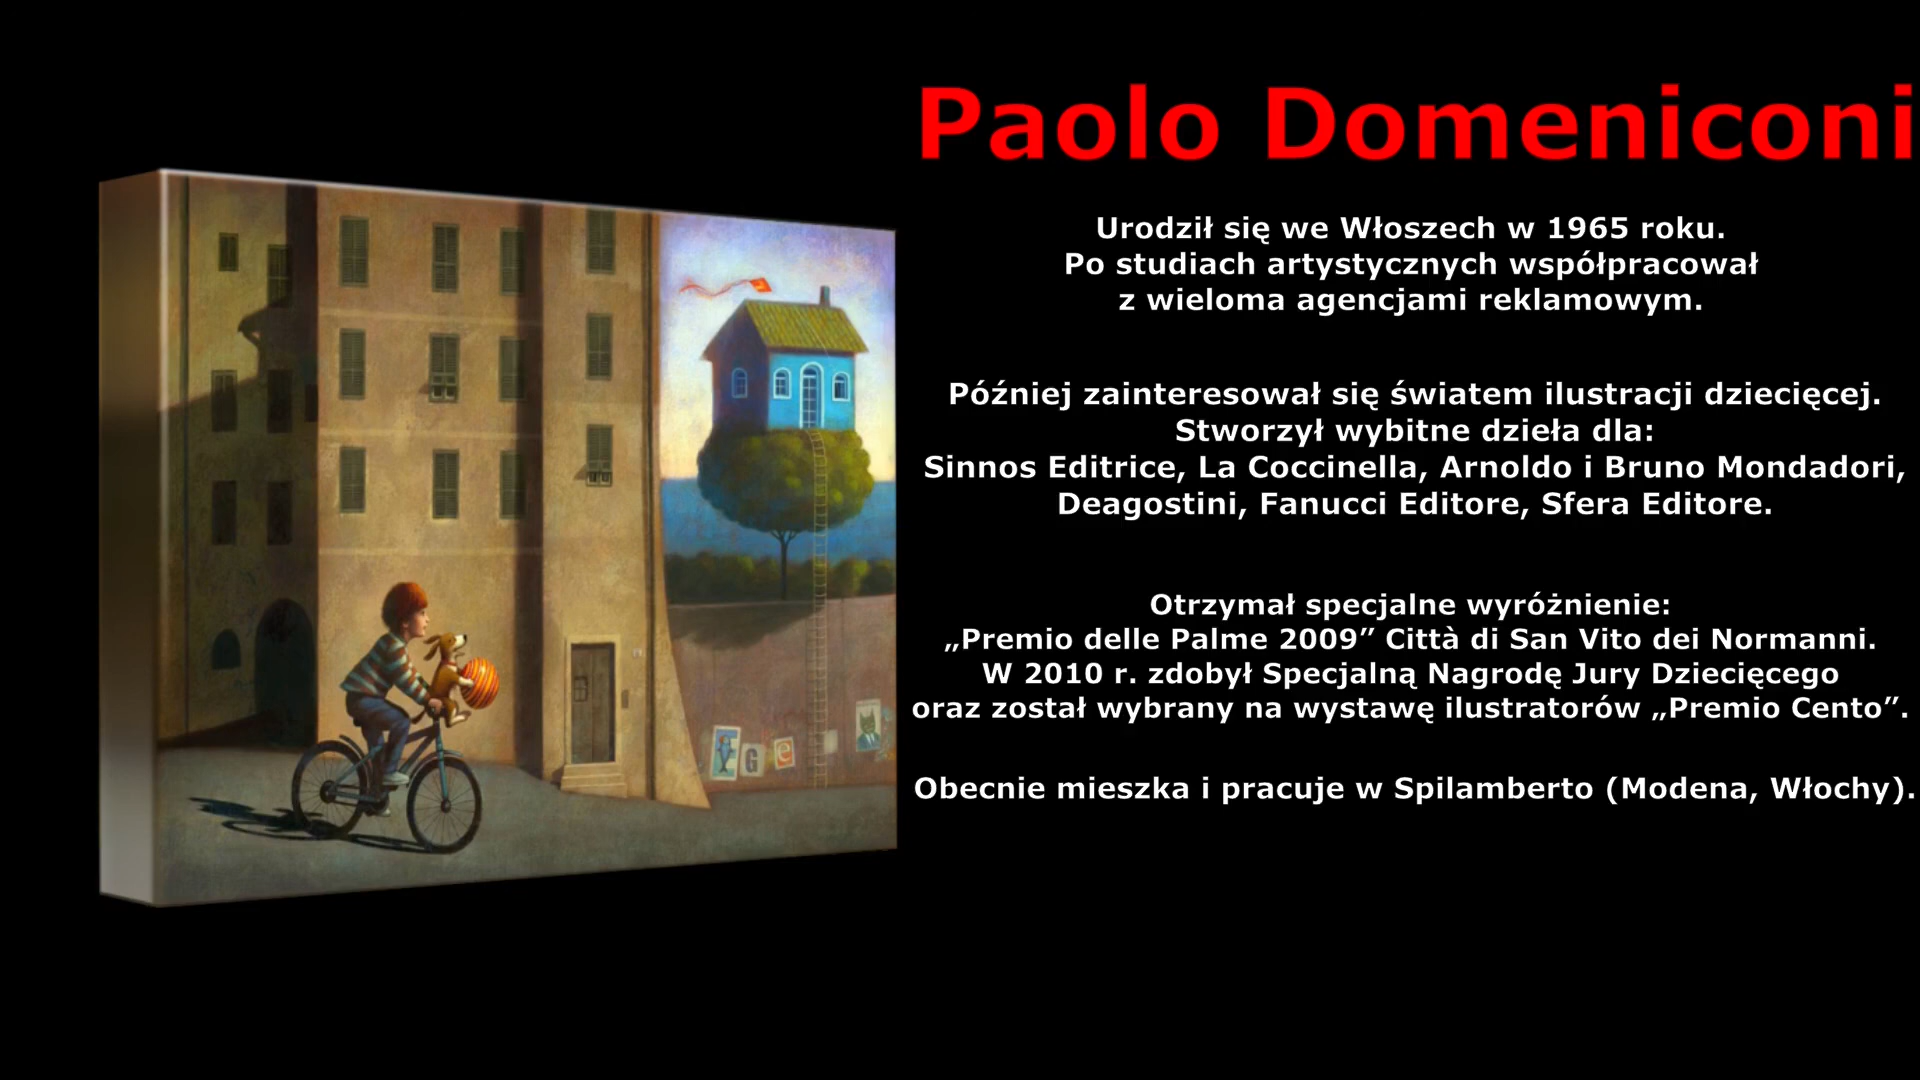 Paolo Domeniconi
Urodził się we Włoszech w 1965 roku.
Po studiach artystycznych współpracował
z wieloma agencjami reklamowym.
Później zainteresował się światem ilustracji dziecięcej.
Stworzył wybitne dzieła dla:
Sinnos Editrice, La Coccinella, Arnoldo i Bruno Mondadori,
Deagostini, Fanucci Editore, Sfera Editore.
Otrzymał specjalne wyróżnienie:
„Premio delle Palme 2009” Città di San Vito dei Normanni.
W 2010 r. zdobył Specjalną Nagrodę Jury Dziecięcego
oraz został wybrany na wystawę ilustratorów „Premio Cento”.
Obecnie mieszka i pracuje w Spilamberto (Modena, Włochy).
F G e